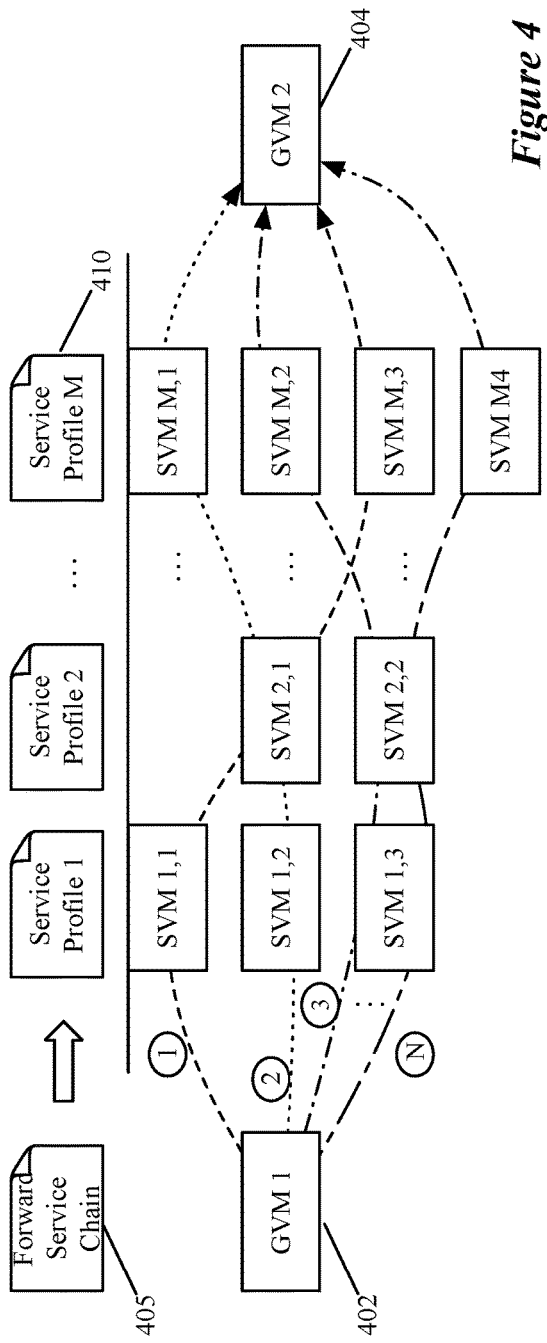 Forward
Service
Chain
405
Service
Profile 1
Service
Profile 2
...
Service
Profile M
410
GVM 1
402
1
2
3
...
N
SVM 1,1
SVM 1,2
SVM 1,3
SVM 2,1
SVM 2,2
...
...
...
SVM M,1
SVM M,2
SVM M,3
SVM M4
GVM 2
404
Figure 4